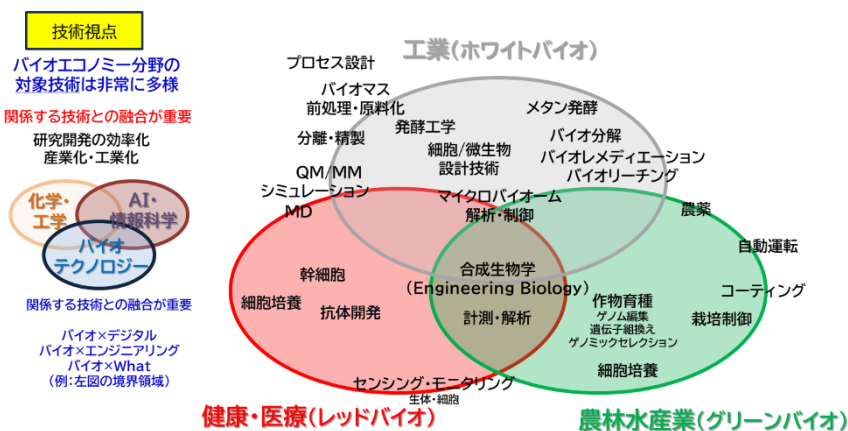 技術視点
バイオエコノミー分野の
対象技術は非常に多様
関係する技術との融合が重要
研究開発の効率化
産業化・工業化
化学・
工学
AI・
情報科学
バイオ
テクノロジー
関係する技術との融合が重要
バイオ×デジタル
バイオ×エンジニアリング
バイオ×What
(例:左図の境界領域)
工業(ホワイトバイオ)
プロセス設計
バイオマス
前処理・原料化
分離・精製
発酵工学
細胞/微生物
設計技術
メタン発酵
バイオ分解
バイオレメディエーション
バイオリーチング
QM/MM
シミュレーション
MD
マイクロバイオーム
解析・制御
農薬
自動運転
コーティング
栽培制御
幹細胞
細胞培養
抗体開発
合成生物学
(Engineering Biology)
計測・解析
作物育種
ゲノム編集
遺伝子組換え
ゲノミックセレクション
細胞培養
センシング・モニタリング
生体・細胞
健康・医療(レッドバイオ)
農林水産業(グリーンバイオ)